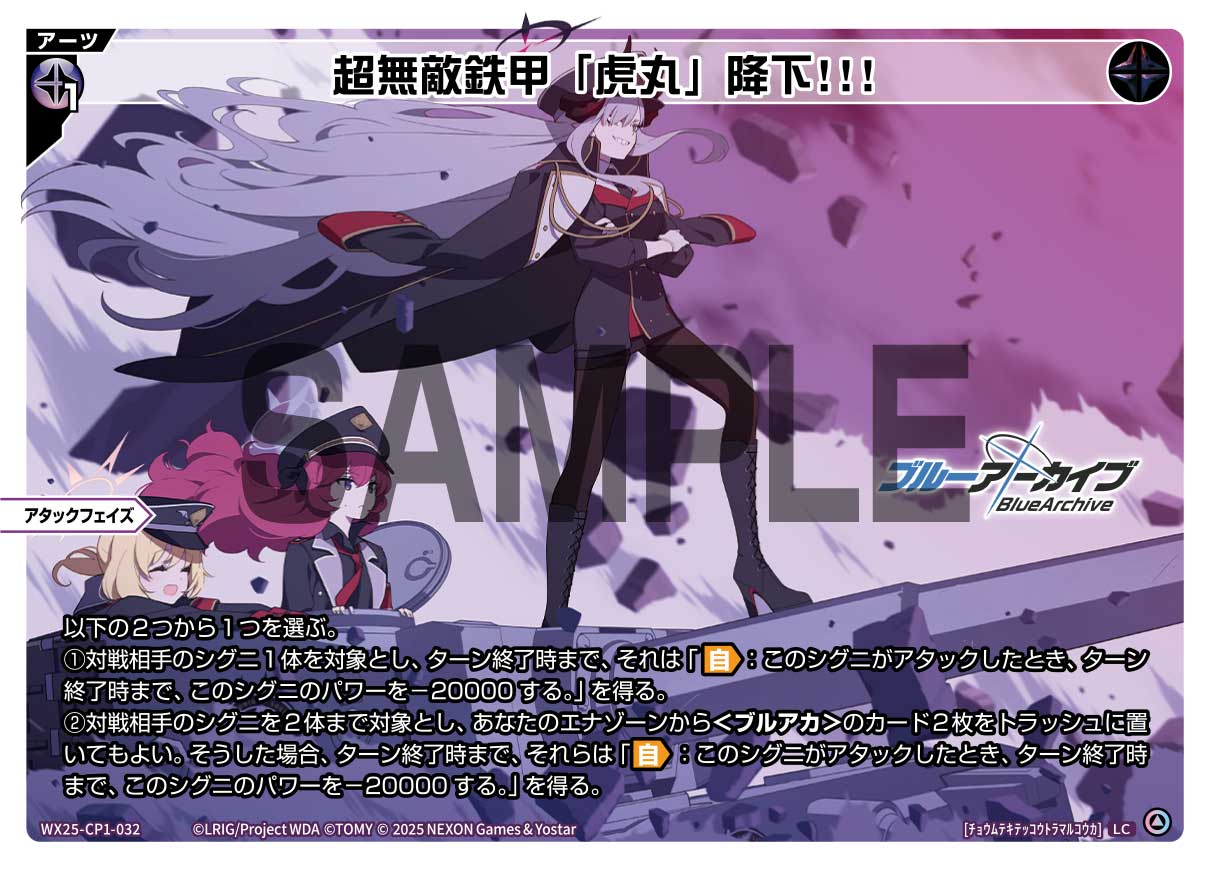 アーツ
1
超無敵鉄甲「虎丸」降下!!!
SAMPLE
ブルーアーカイブ
BlueArchive
アタックフェイズ
以下の2つから1つを選ぶ。
①対戦相手のシグニ1体を対象とし、ターン終了時まで、それは「自:このシグニがアタックしたとき、ターン
終了時まで、このシグニのパワーを－20000する。」を得る。
②対戦相手のシグニを2体まで対象とし、あなたのエナゾーンから<ブルアカ>のカード2枚をトラッシュに置
いてもよい。そうした場合、ターン終了時まで、それらは「自:このシグニがアタックしたとき、ターン終了時
まで、このシグニのパワーを－20000する。」を得る。
WX25-CP1-032 ©LRIG/Project WDA ©TOMY © 2025 NEXON Games & Yostar [チョウムテキテッコウトラマルコウカ] LC